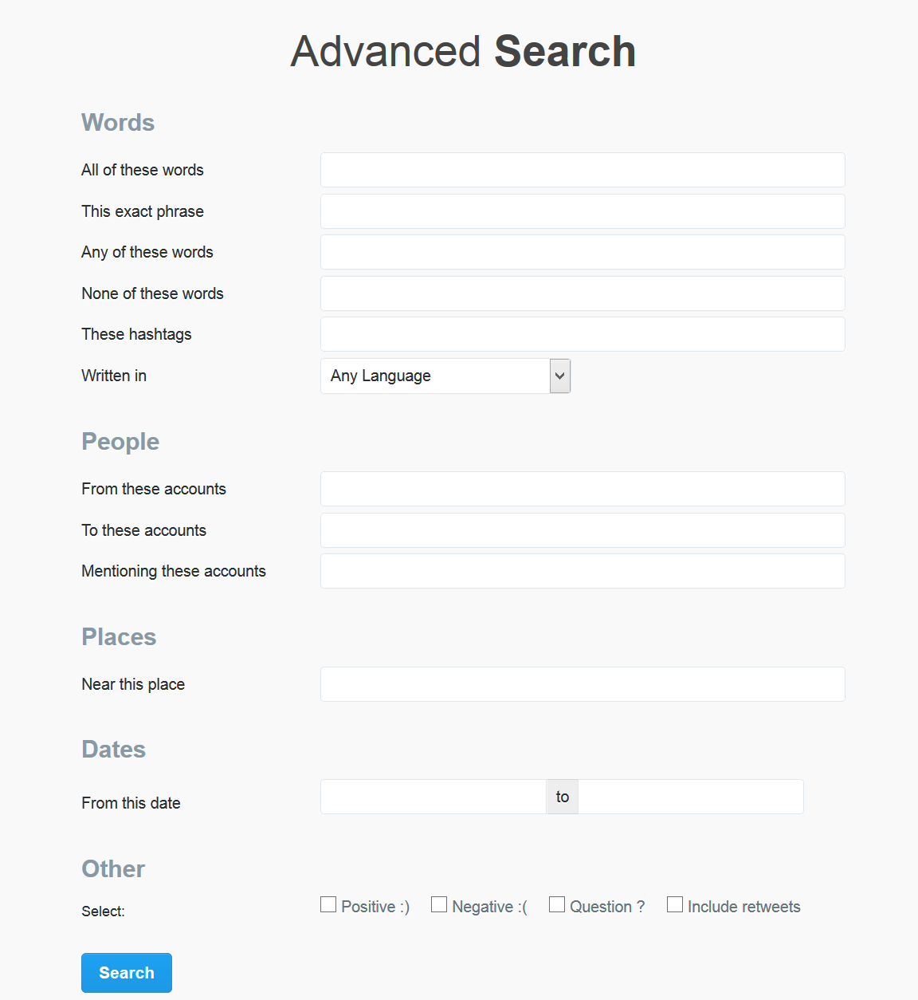 Advanced Search
Words
All of these words
This exact phrase
Any of these words
None of these words
These hashtags
Written in Any Language
People
From these accounts
To these accounts
Mentioning these accounts
Places
Near this place
Dates
From this date to
Other
Select: Positive :) Negative :( Question ? Include retweets
Search